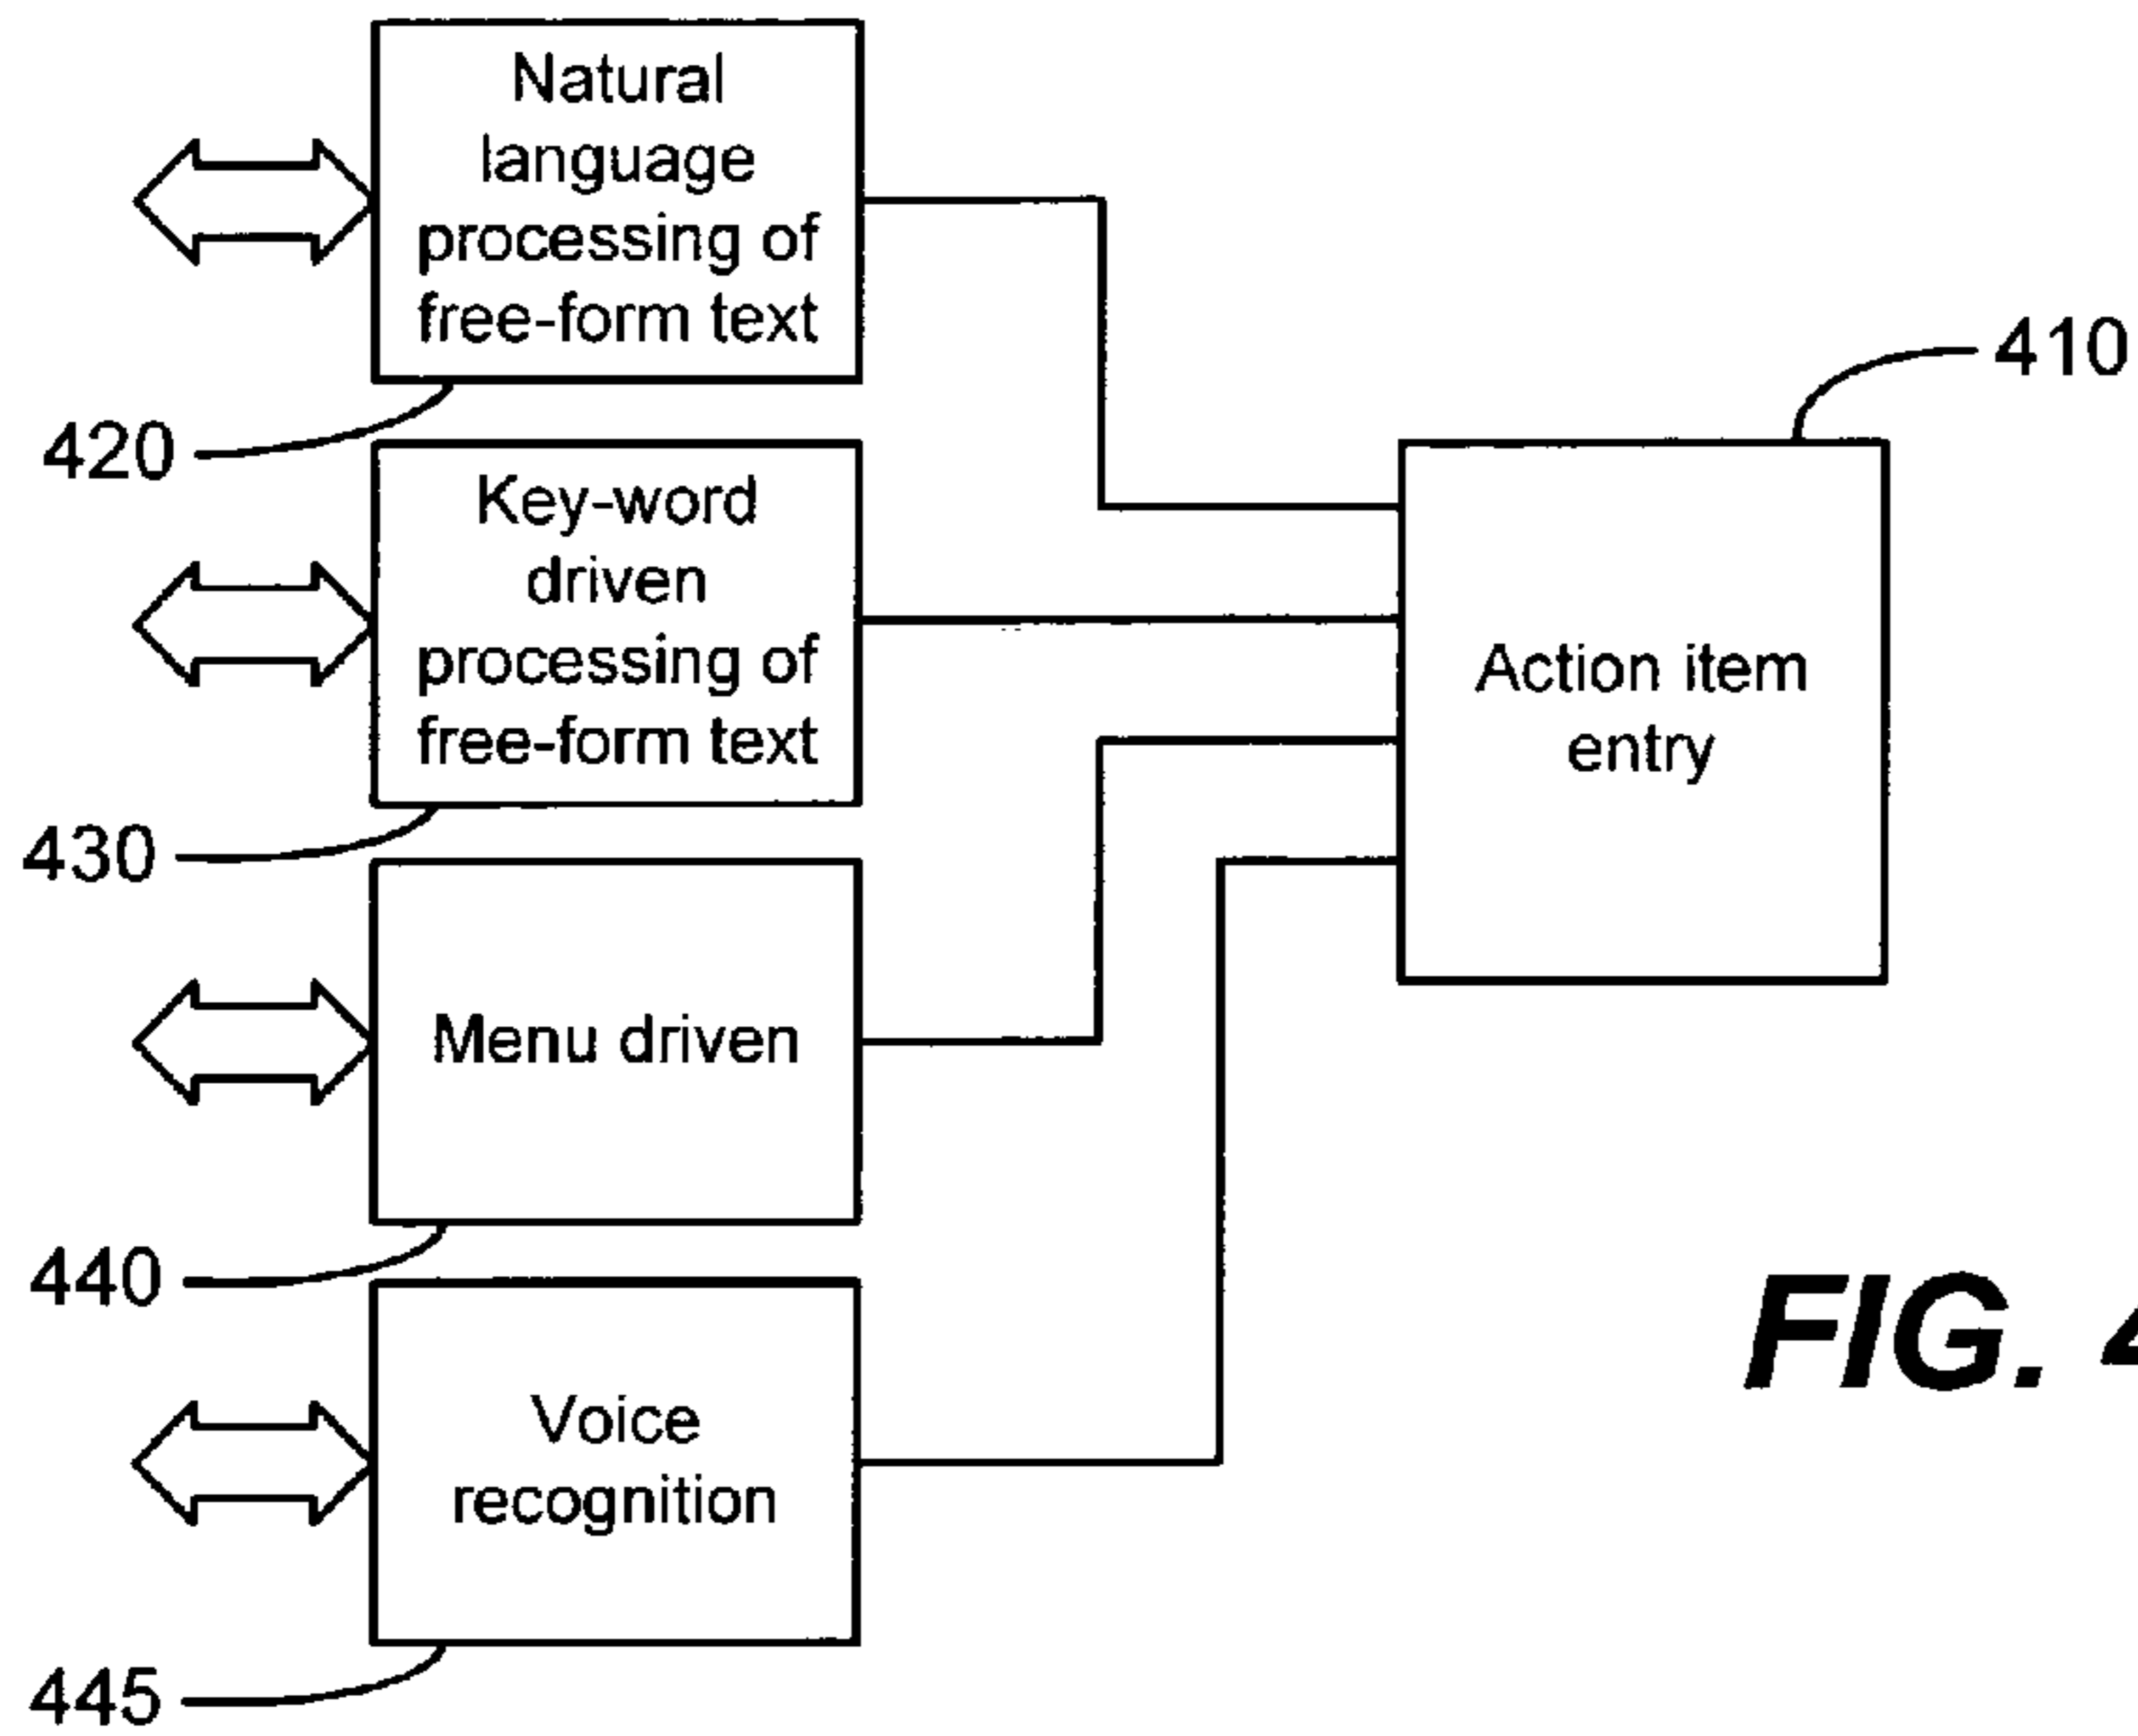 Natural
language
processing of
free-form text
420
Key-word
driven
processing of
free-form text
430
Menu driven
440
Voice
recognition
445
410
Action item
entry
FIG. 4